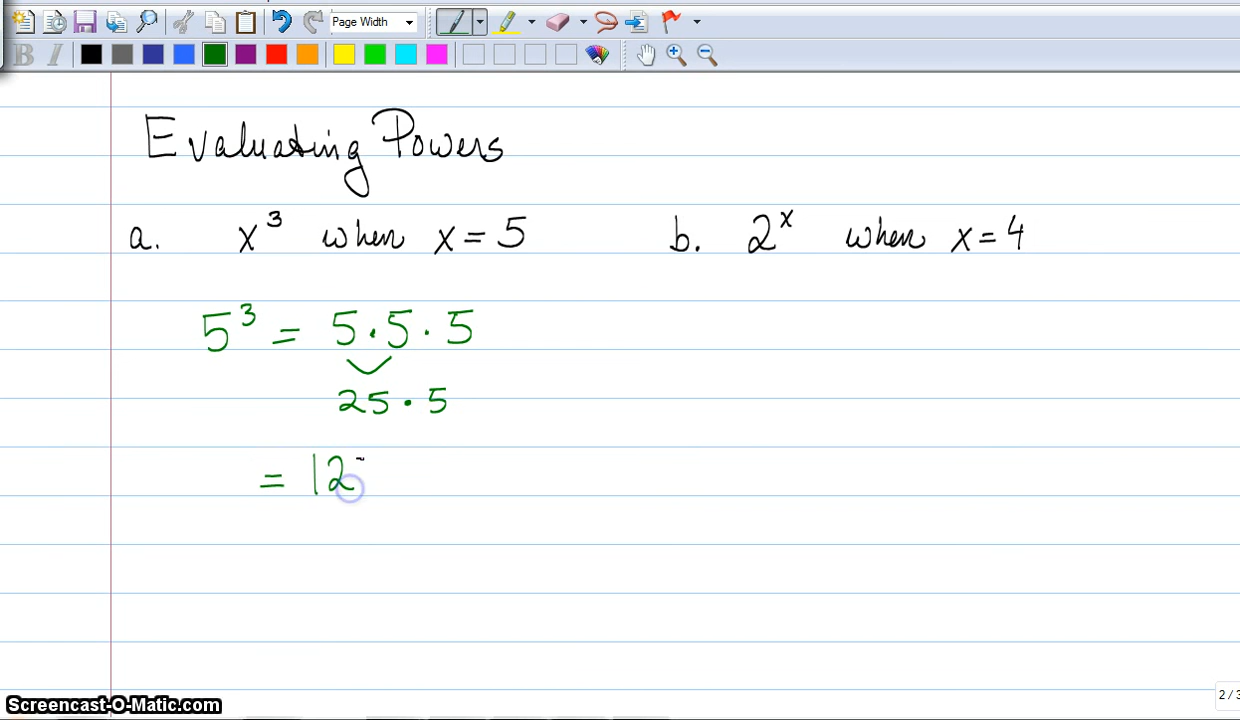 Page Width
Evaluating Powers
a. x³ when x = 5
b. 2ˣ when x = 4
5³ = 5 · 5 · 5
25 · 5
= 12
2/3
Screencast-O-Matic.com